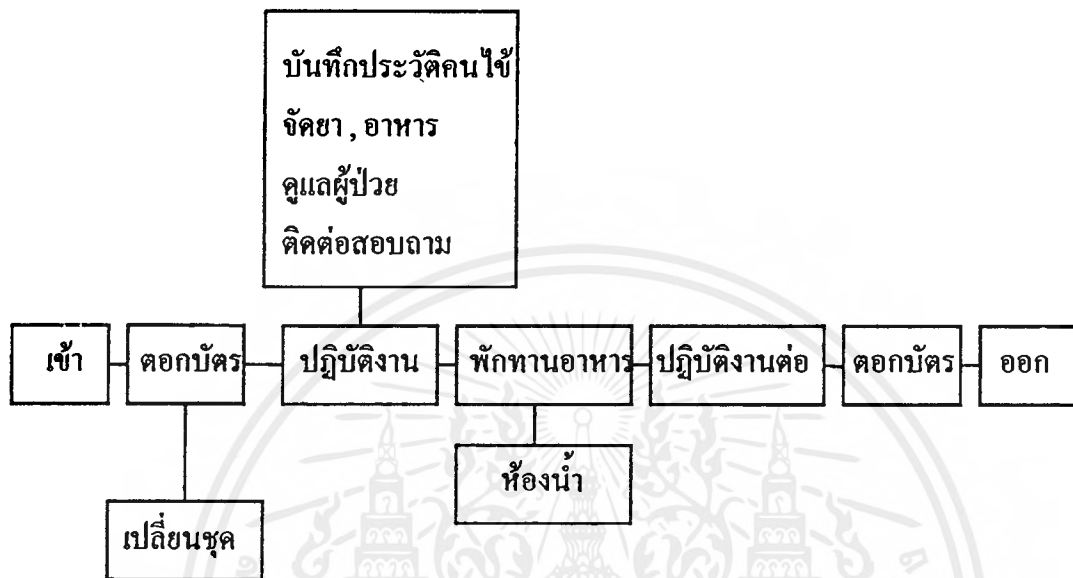 บันทึกประวัติคนไข้
จัดยา , อาหาร
ดูแลผู้ป่วย
ติดต่อสอบถาม
เข้า
ตอกบัตร
ปฏิบัติงาน
พักทานอาหาร
ปฏิบัติงานต่อ
ตอกบัตร
ออก
เปลี่ยนชุด
ห้องน้ำ